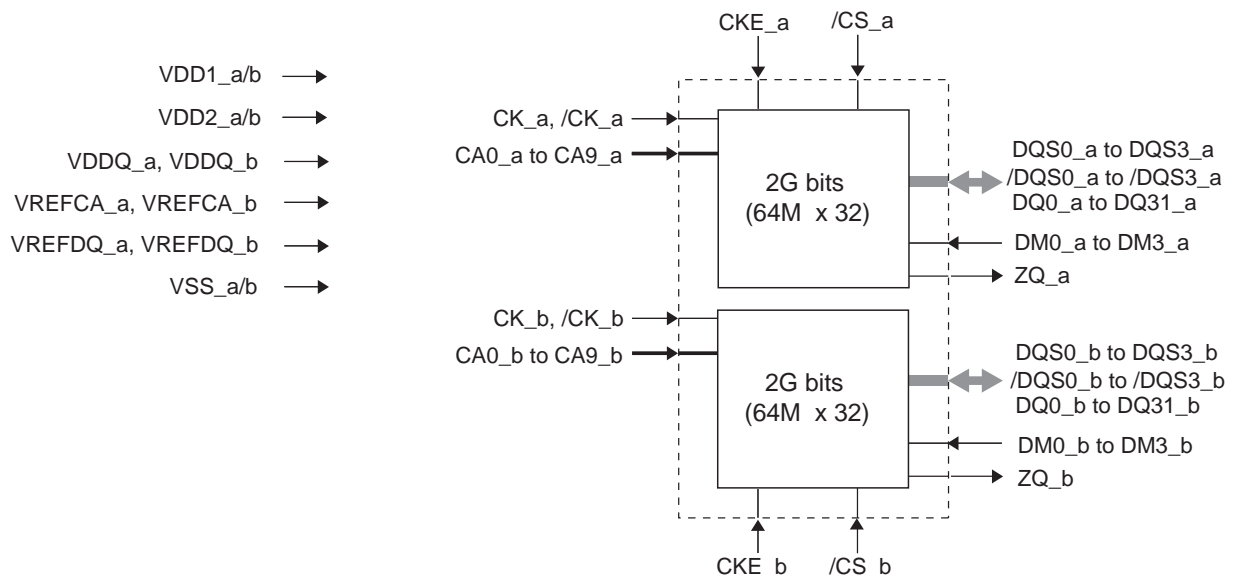 CKE_a
/CS_a
VDD1_a/b
VDD2_a/b
VDDQ_a, VDDQ_b
VREFCA_a, VREFCA_b
VREFDQ_a, VREFDQ_b
VSS_a/b
CK_a, /CK_a
CA0_a to CA9_a
2G bits
(64M x 32)
DQS0_a to DQS3_a
/DQS0_a to /DQS3_a
DQ0_a to DQ31_a
DM0_a to DM3_a
ZQ_a
CK_b, /CK_b
CA0_b to CA9_b
2G bits
(64M x 32)
DQS0_b to DQS3_b
/DQS0_b to /DQS3_b
DQ0_b to DQ31_b
DM0_b to DM3_b
ZQ_b
CKE_b
/CS_b